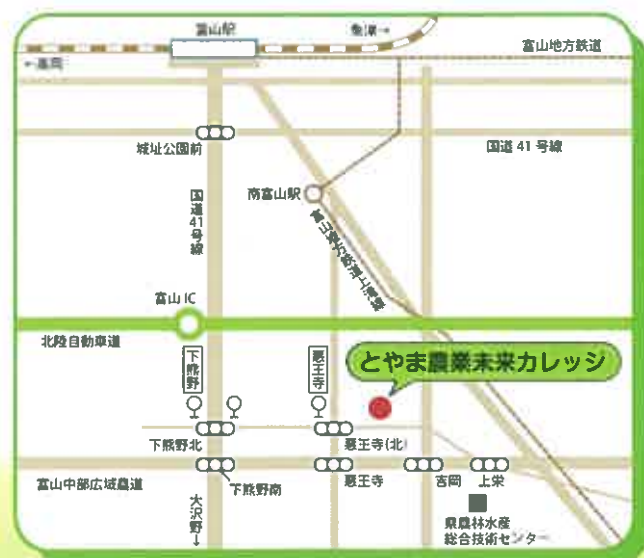 富山駅
魚津→
←高岡
富山地方鉄道
城址公園前
国道41号線
国道41号線
南富山駅
富山地方鉄道上滝線
富山IC
北陸自動車道
下熊野
悪王寺
とやま農業未来カレッジ
下熊野北
悪王寺(北)
富山中部広域農道
下熊野南
悪王寺
吉岡
上栄
大沢野↓
県農林水産
総合技術センター